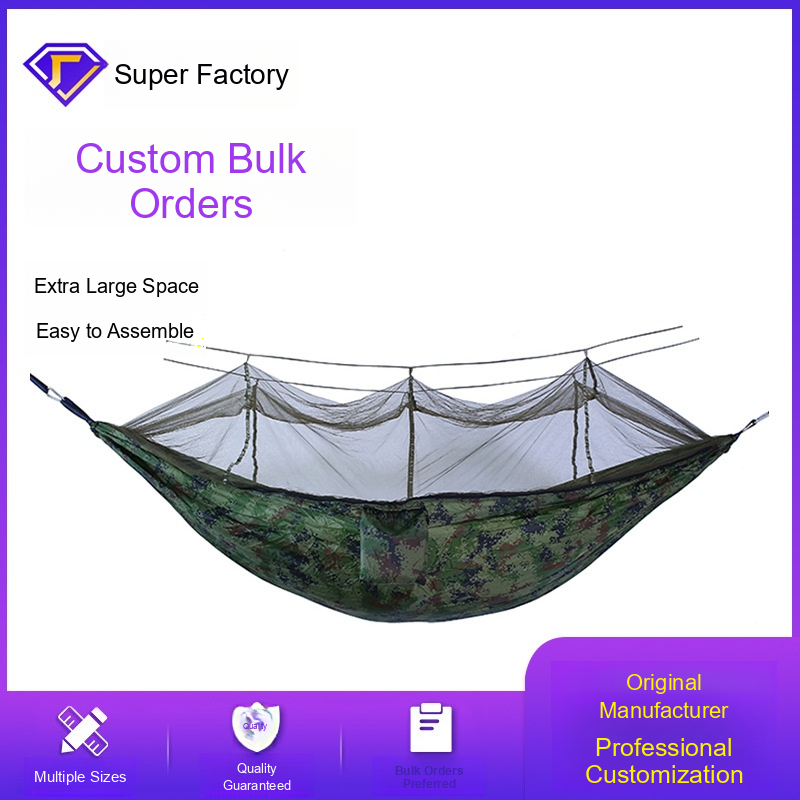 Super Factory
Custom Bulk
Orders
Extra Large Space
Easy to Assemble
Original
Manufacturer
Professional
Customization
Quality
Multiple Sizes
Quality
Guaranteed
Bulk Orders
Preferred